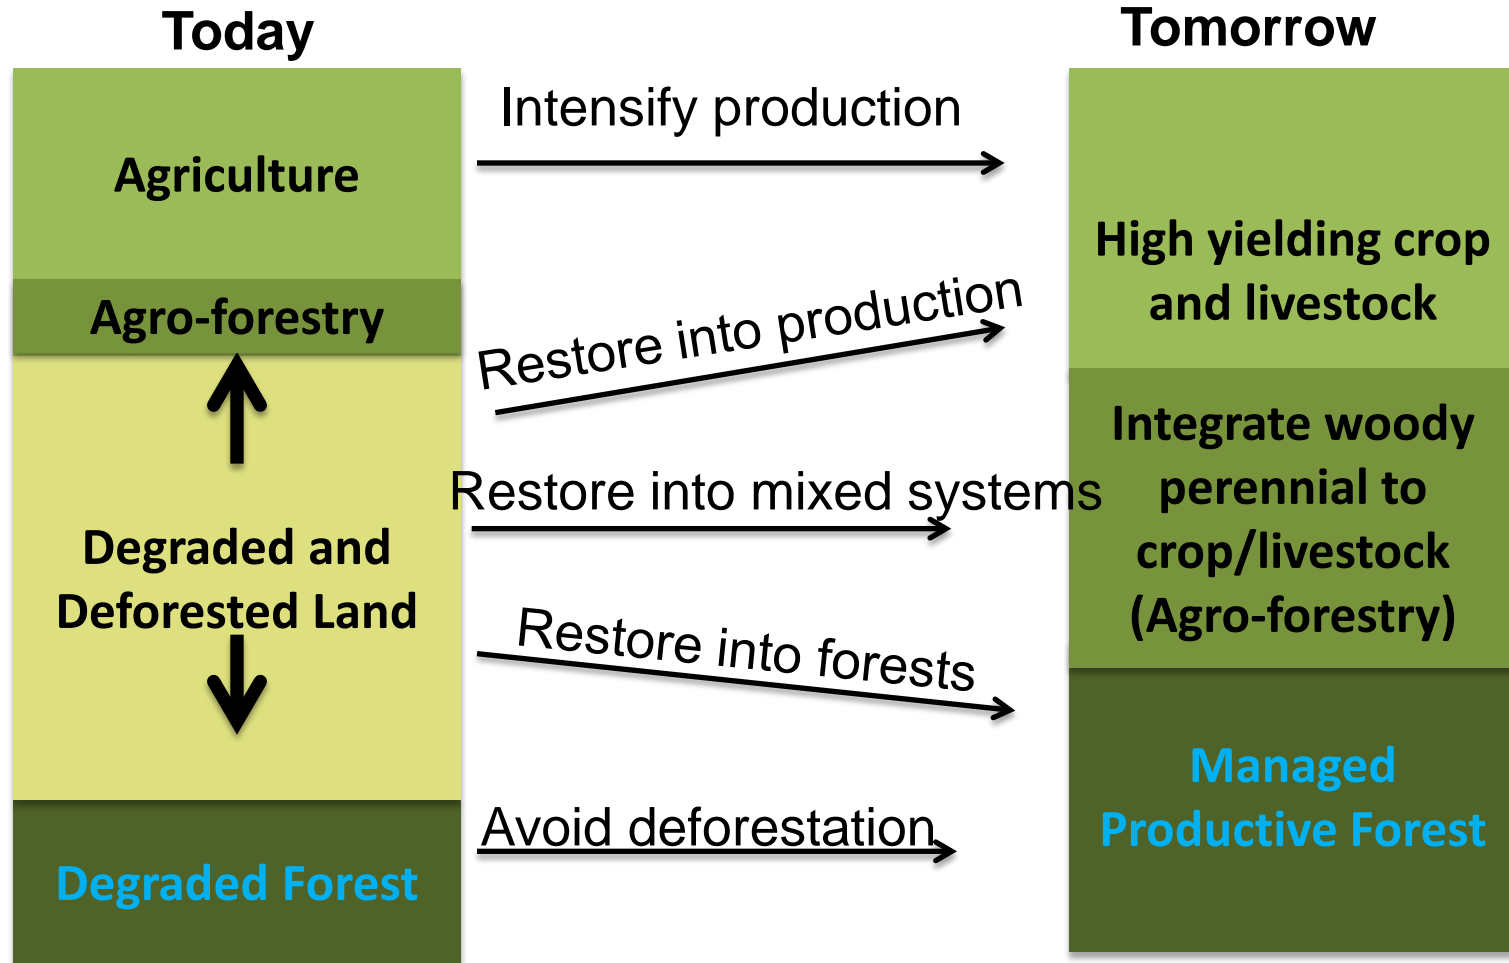 Today
Tomorrow
Agriculture
Agro-forestry
Degraded and
Deforested Land
Degraded Forest
Intensify production
Restore into production
Restore into mixed systems
Restore into forests
Avoid deforestation
High yielding crop
and livestock
Integrate woody
perennial to
crop/livestock
(Agro-forestry)
Managed
Productive Forest